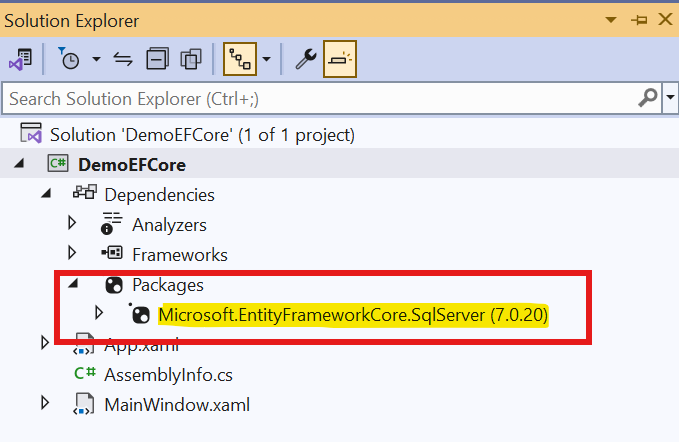 Solution Explorer
Search Solution Explorer (Ctrl+;)
Solution 'DemoEFCore' (1 of 1 project)
C# DemoEFCore
Dependencies
Analyzers
Frameworks
Packages
Microsoft.EntityFrameworkCore.SqlServer (7.0.20)
App.xaml
C# AssemblyInfo.cs
MainWindow.xaml